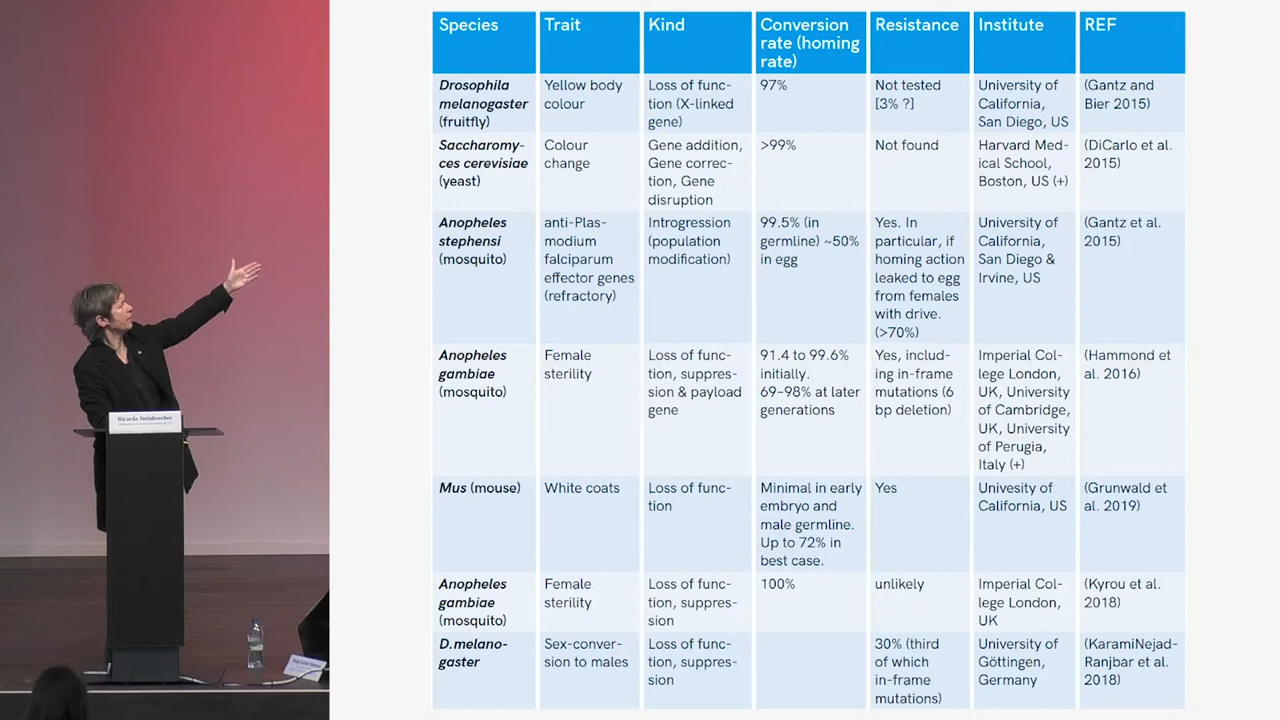 Species
Trait
Kind
Conversion
rate (homing
rate)
Resistance
Institute
REF
Drosophila
melanogaster
(fruitfly)
Yellow body
colour
Loss of func-
tion (X-linked
gene)
97%
Not tested
[3% ?]
University of
California,
San Diego, US
(Gantz and
Bier 2015)
Saccharomy-
ces cerevisiae
(yeast)
Colour
change
Gene addition,
Gene correc-
tion, Gene
disruption
>99%
Not found
Harvard Med-
ical School,
Boston, US (+)
(DiCarlo et al.
2015)
Anopheles
stephensi
(mosquito)
anti-Plas-
modium
falciparum
effector genes
(refractory)
Introgression
(population
modification)
99.5% (in
germline) ~50%
in egg
Yes. In
particular, if
homing action
leaked to egg
from females
with drive.
(>70%)
University of
California,
San Diego &
Irvine, US
(Gantz et al.
2015)
Anopheles
gambiae
(mosquito)
Female
sterility
Loss of func-
tion, suppres-
sion & payload
gene
91.4 to 99.6%
initially.
69–98% at later
generations
Yes, includ-
ing in-frame
mutations (6
bp deletion)
Imperial Col-
lege London,
UK, University
of Cambridge,
UK, University
of Perugia,
Italy (+)
(Hammond et
al. 2016)
Mus (mouse)
White coats
Loss of func-
tion
Minimal in early
embryo and
male germline.
Up to 72% in
best case.
Yes
Univesity of
California, US
(Grunwald et
al. 2019)
Anopheles
gambiae
(mosquito)
Female
sterility
Loss of func-
tion, suppres-
sion
100%
unlikely
Imperial Col-
lege London,
UK
(Kyrou et al.
2018)
D.melano-
gaster
Sex-conver-
sion to males
Loss of func-
tion, suppres-
sion
30% (third
of which
in-frame
mutations)
University of
Göttingen,
Germany
(KaramiNejad-
Ranjbar et al.
2018)
Ricarda Steinbrecher